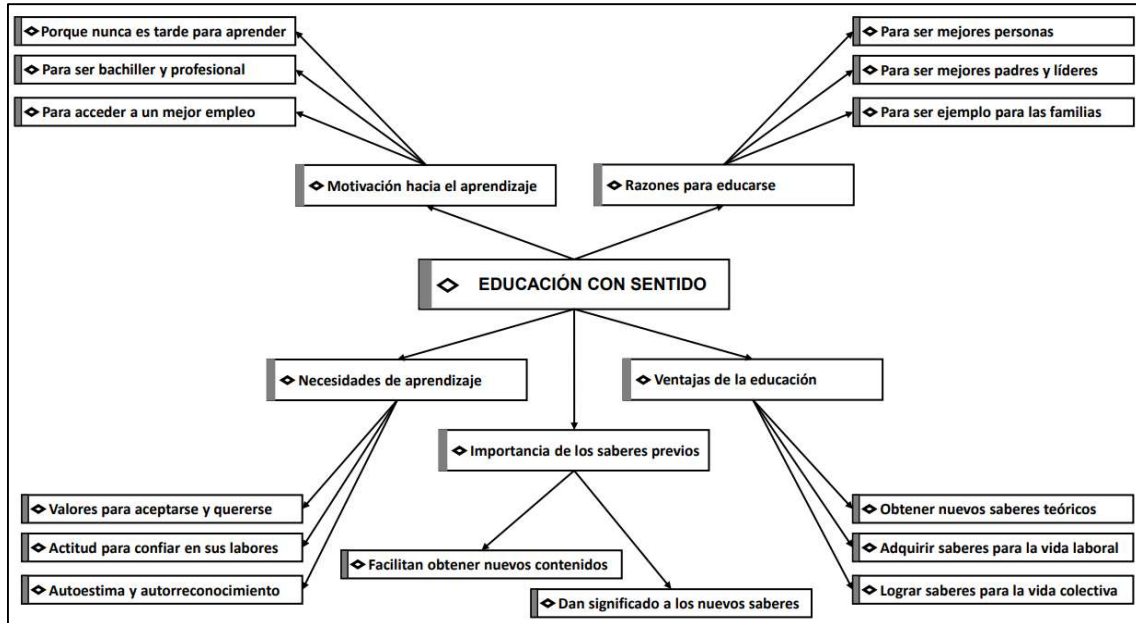 Porque nunca es tarde para aprender
Para ser bachiller y profesional
Para acceder a un mejor empleo
Para ser mejores personas
Para ser mejores padres y líderes
Para ser ejemplo para las familias
Motivación hacia el aprendizaje
Razones para educarse
EDUCACIÓN CON SENTIDO
Necesidades de aprendizaje
Ventajas de la educación
Importancia de los saberes previos
Valores para aceptarse y quererse
Actitud para confiar en sus labores
Autoestima y autorreconocimiento
Facilitan obtener nuevos contenidos
Dan significado a los nuevos saberes
Obtener nuevos saberes teóricos
Adquirir saberes para la vida laboral
Lograr saberes para la vida colectiva